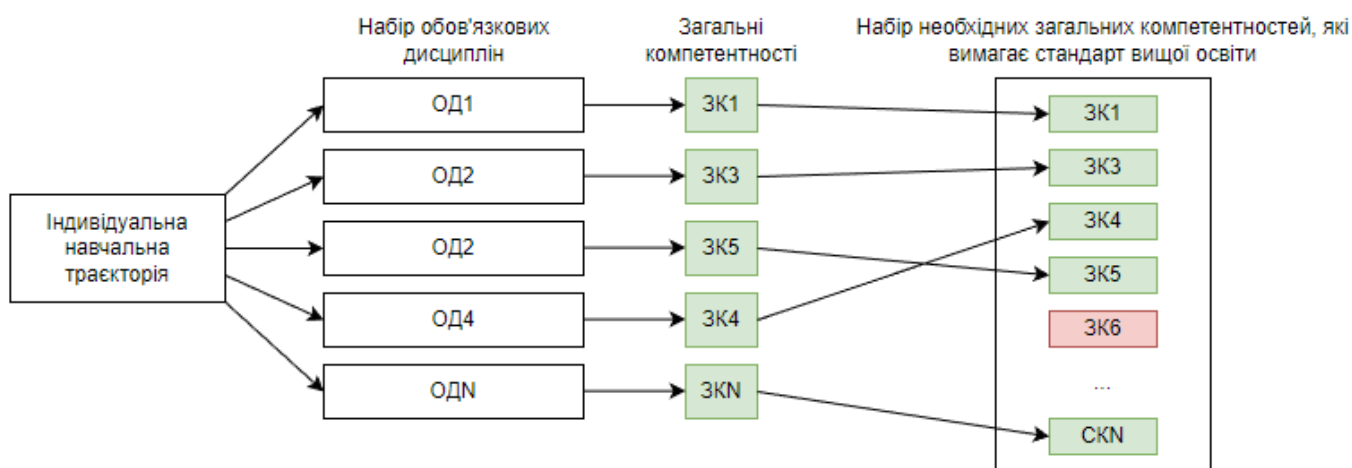 Набір обов'язкових
дисциплін
Загальні
компетентності
Набір необхідних загальних компетентностей, які
вимагає стандарт вищої освіти
Індивідуальна
навчальна
траєкторія
ОД1
ЗК1
ЗК1
ОД2
ЗК3
ЗК3
ЗК4
ОД2
ЗК5
ЗК5
ОД4
ЗК4
ЗК6
...
ОДN
ЗКN
СКN